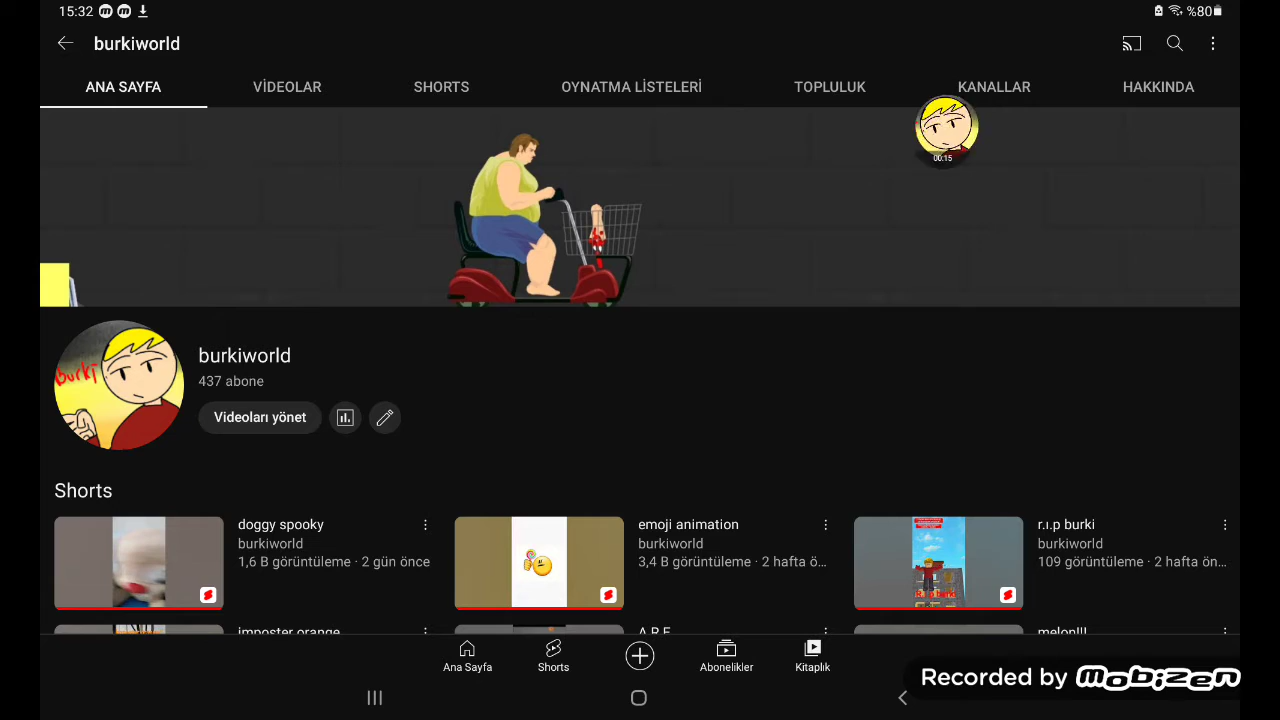 15:32
%80
burkiworld
ANA SAYFA
VİDEOLAR
SHORTS
OYNATMA LİSTELERİ
TOPLULUK
KANALLAR
HAKKINDA
00:15
Burki
burkiworld
437 abone
Videoları yönet
Shorts
doggy spooky
burkiworld
1,6 B görüntüleme · 2 gün önce
emoji animation
burkiworld
3,4 B görüntüleme · 2 hafta ö...
r.ı.p burki
burkiworld
109 görüntüleme · 2 hafta ön...
imposter orange
A.R.F
melon!!!
Ana Sayfa
Shorts
Abonelikler
Kitaplık
Recorded by mobizen